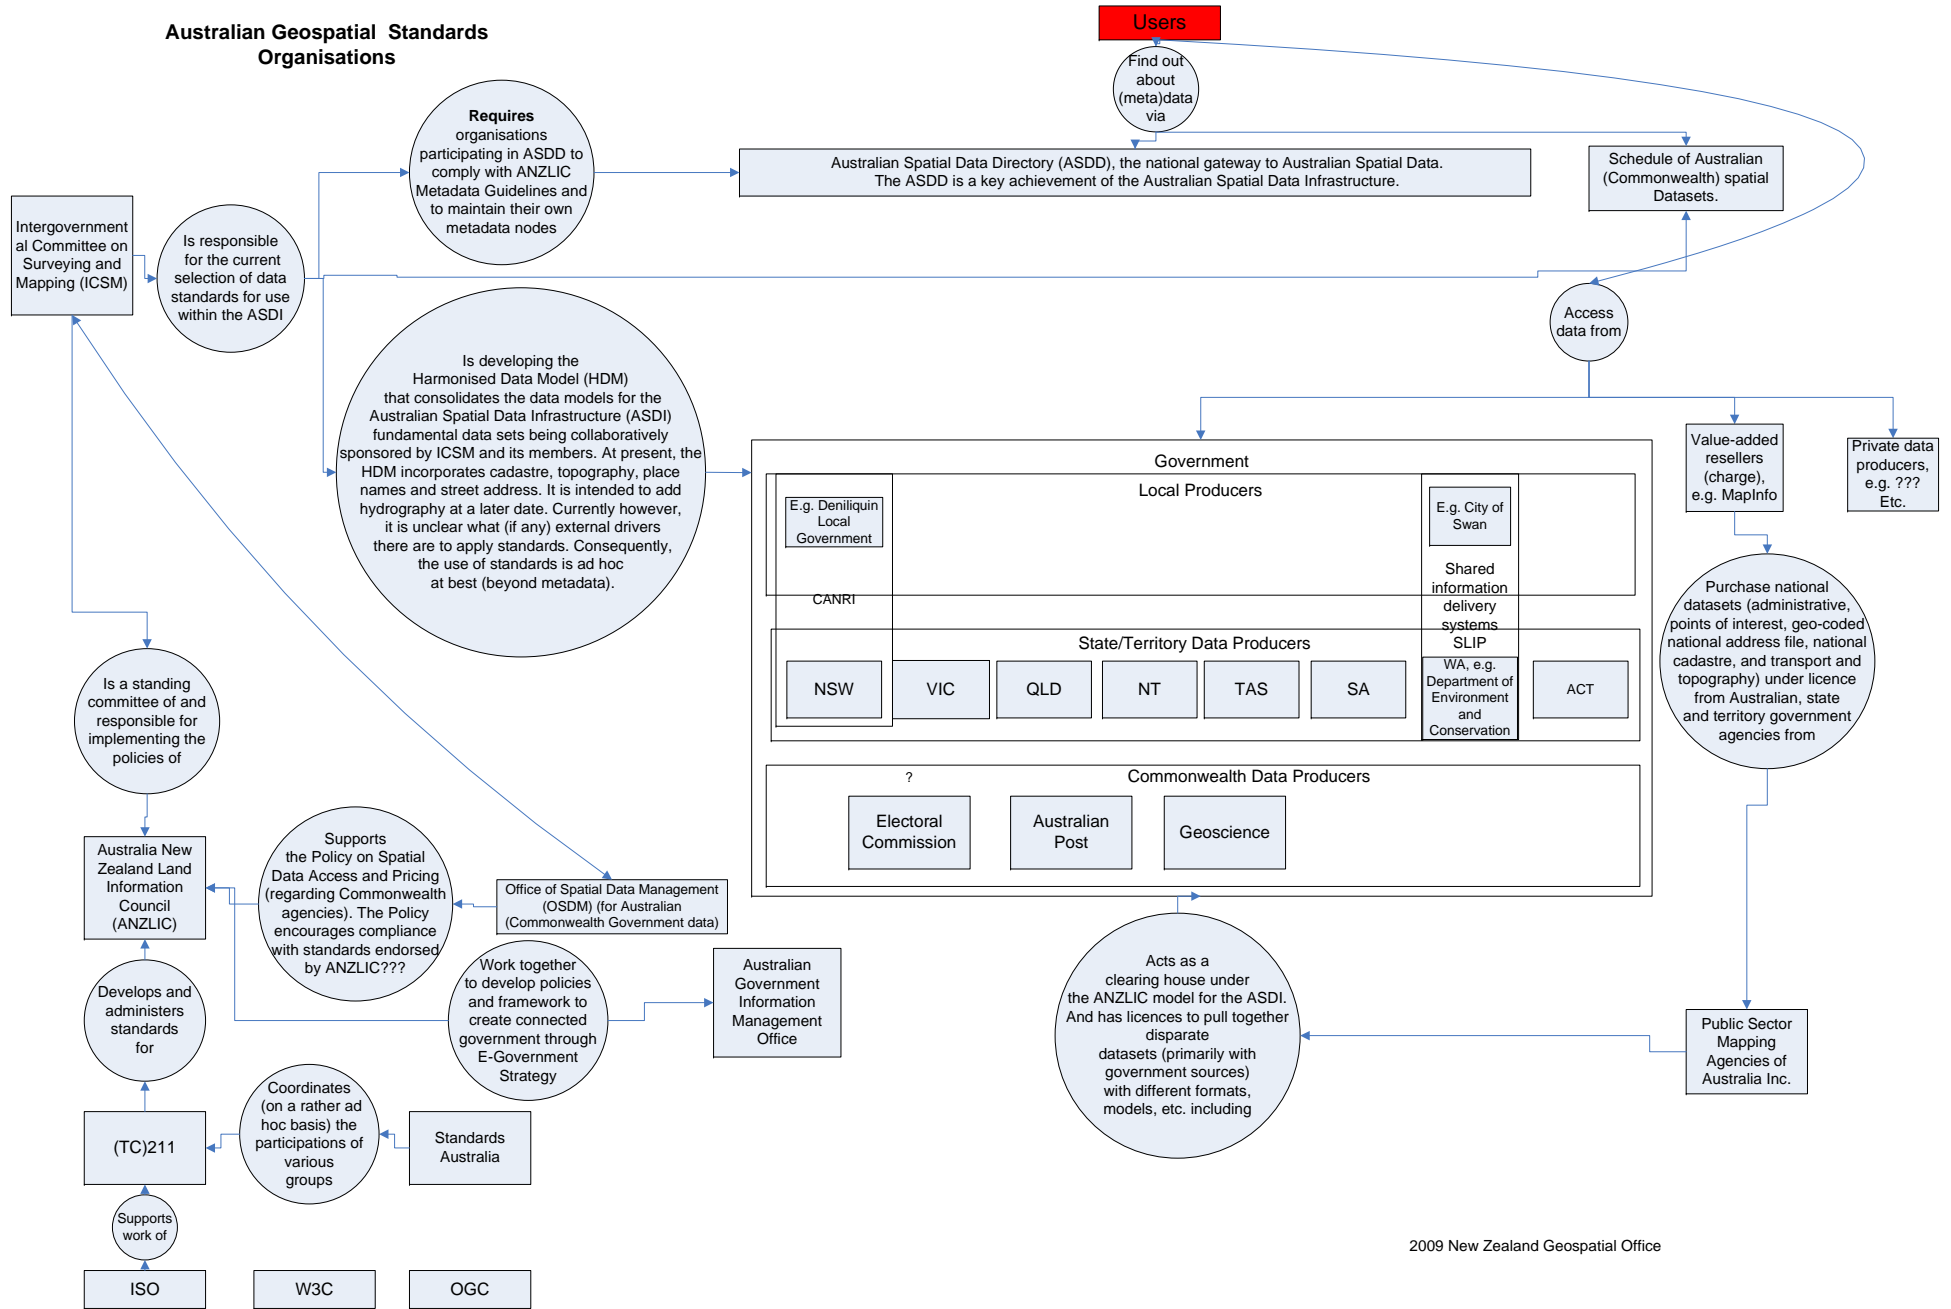 Australian Geospatial  Standards
Organisations
Users
Find out
about
(meta)data
via
Requires
organisations
participating in ASDD to
comply with ANZLIC
Metadata Guidelines and
to maintain their own
metadata nodes
Australian Spatial Data Directory (ASDD), the national gateway to Australian Spatial Data.
The ASDD is a key achievement of the Australian Spatial Data Infrastructure.
Schedule of Australian
(Commonwealth) spatial
Datasets.
Intergovernment
al Committee on
Surveying and
Mapping (ICSM)
Is responsible
for the current
selection of data
standards for use
within the ASDI
Access
data from
Is developing the
Harmonised Data Model (HDM)
that consolidates the data models for the
Australian Spatial Data Infrastructure (ASDI)
fundamental data sets being collaboratively
sponsored by ICSM and its members. At present, the
HDM incorporates cadastre, topography, place
names and street address. It is intended to add
hydrography at a later date. Currently however,
it is unclear what (if any) external drivers
there are to apply standards. Consequently,
the use of standards is ad hoc
at best (beyond metadata).
Government
Local Producers
E.g. Deniliquin
Local
Government
E.g. City of
Swan
CANRI
Shared
information
delivery
systems
SLIP
State/Territory Data Producers
NSW
VIC
QLD
NT
TAS
SA
WA, e.g.
Department of
Environment
and
Conservation
ACT
?
Commonwealth Data Producers
Electoral
Commission
Australian
Post
Geoscience
Value-added
resellers
(charge),
e.g. MapInfo
Private data
producers,
e.g. ???
Etc.
Purchase national
datasets (administrative,
points of interest, geo-coded
national address file, national
cadastre, and transport and
topography) under licence
from Australian, state
and territory government
agencies from
Is a standing
committee of and
responsible for
implementing the
policies of
Australia New
Zealand Land
Information
Council
(ANZLIC)
Supports
the Policy on Spatial
Data Access and Pricing
(regarding Commonwealth
agencies). The Policy
encourages compliance
with standards endorsed
by ANZLIC???
Office of Spatial Data Management
(OSDM) (for Australian
(Commonwealth Government data)
Develops and
administers
standards
for
Work together
to develop policies
and framework to
create connected
government through
E-Government
Strategy
Australian
Government
Information
Management
Office
Acts as a
clearing house under
the ANZLIC model for the ASDI.
And has licences to pull together
disparate
datasets (primarily with
government sources)
with different formats,
models, etc. including
Public Sector
Mapping
Agencies of
Australia Inc.
(TC)211
Coordinates
(on a rather ad
hoc basis) the
participations of
various
groups
Standards
Australia
Supports
work of
ISO
W3C
OGC
2009 New Zealand Geospatial Office